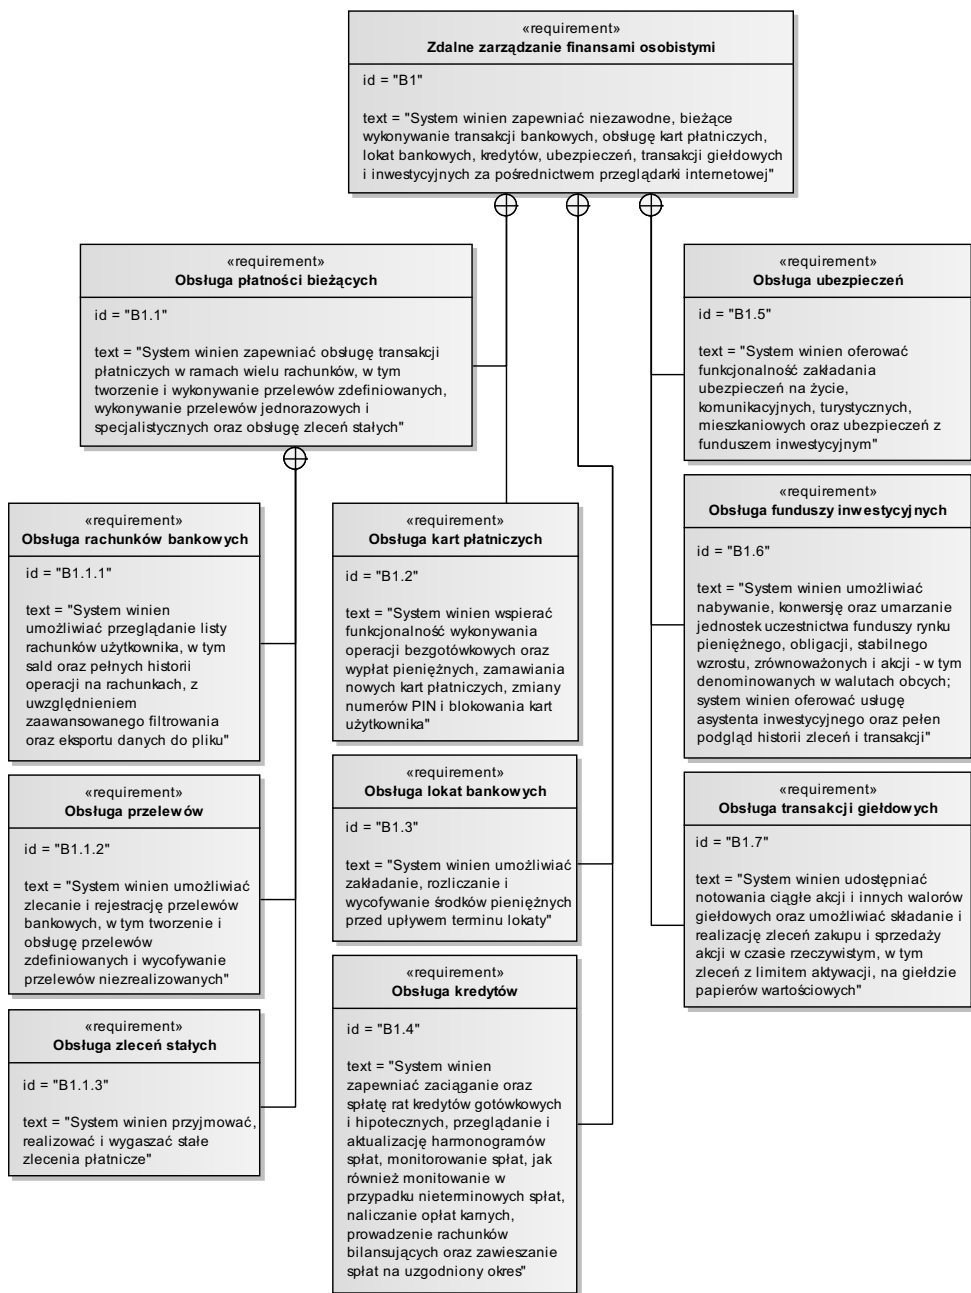 «requirement»
Zdalne zarządzanie finansami osobistymi
id = "B1"
text = "System winien zapewniać niezawodne, bieżące
wykonywanie transakcji bankowych, obsługę kart płatniczych,
lokat bankowych, kredytów, ubezpieczeń, transakcji giełdowych
i inwestycyjnych za pośrednictwem przeglądarki internetowej"
«requirement»
Obsługa płatności bieżących
id = "B1.1"
text = "System winien zapewniać obsługę transakcji
płatniczych w ramach wielu rachunków, w tym
tworzenie i wykonywanie przelewów zdefiniowanych,
wykonywanie przelewów jednorazowych i
specjalistycznych oraz obsługę zleceń stałych"
«requirement»
Obsługa ubezpieczeń
id = "B1.5"
text = "System winien oferować
funkcjonalność zakładania
ubezpieczeń na życie,
komunikacyjnych, turystycznych,
mieszkaniowych oraz ubezpieczeń z
funduszem inwestycyjnym"
«requirement»
Obsługa rachunków bankowych
id = "B1.1.1"
text = "System winien
umożliwiać przeglądanie listy
rachunków użytkownika, w tym
sald oraz pełnych historii
operacji na rachunkach, z
uwzględnieniem
zaawansowanego filtrowania
oraz eksportu danych do pliku"
«requirement»
Obsługa kart płatniczych
id = "B1.2"
text = "System winien wspierać
funkcjonalność wykonywania
operacji bezgotówkowych oraz
wypłat pieniężnych, zamawiania
nowych kart płatniczych, zmiany
numerów PIN i blokowania kart
użytkownika"
«requirement»
Obsługa funduszy inwestycyjnych
id = "B1.6"
text = "System winien umożliwiać
nabywanie, konwersję oraz umarzanie
jednostek uczestnictwa funduszy rynku
pieniężnego, obligacji, stabilnego
wzrostu, zrównoważonych i akcji - w tym
denominowanych w walutach obcych;
system winien oferować usługę
asystenta inwestycyjnego oraz pełen
podgląd historii zleceń i transakcji"
«requirement»
Obsługa przelewów
id = "B1.1.2"
text = "System winien umożliwiać
zlecanie i rejestrację przelewów
bankowych, w tym tworzenie i
obsługę przelewów
zdefiniowanych i wycofywanie
przelewów niezrealizowanych"
«requirement»
Obsługa lokat bankowych
id = "B1.3"
text = "System winien umożliwiać
zakładanie, rozliczanie i
wycofywanie środków pieniężnych
przed upływem terminu lokaty"
«requirement»
Obsługa transakcji giełdowych
id = "B1.7"
text = "System winien udostępniać
notowania ciągłe akcji i innych walorów
giełdowych oraz umożliwiać składanie i
realizację zleceń zakupu i sprzedaży
akcji w czasie rzeczywistym, w tym
zleceń z limitem aktywacji, na giełdzie
papierów wartościowych"
«requirement»
Obsługa zleceń stałych
id = "B1.1.3"
text = "System winien przyjmować,
realizować i wygaszać stałe
zlecenia płatnicze"
«requirement»
Obsługa kredytów
id = "B1.4"
text = "System winien
zapewniać zaciąganie oraz
spłatę rat kredytów gotówkowych
i hipotecznych, przeglądanie i
aktualizację harmonogramów
spłat, monitorowanie spłat, jak
również monitowanie w
przypadku nieterminowych spłat,
naliczanie opłat karnych,
prowadzenie rachunków
bilansujących oraz zawieszanie
spłat na uzgodniony okres"